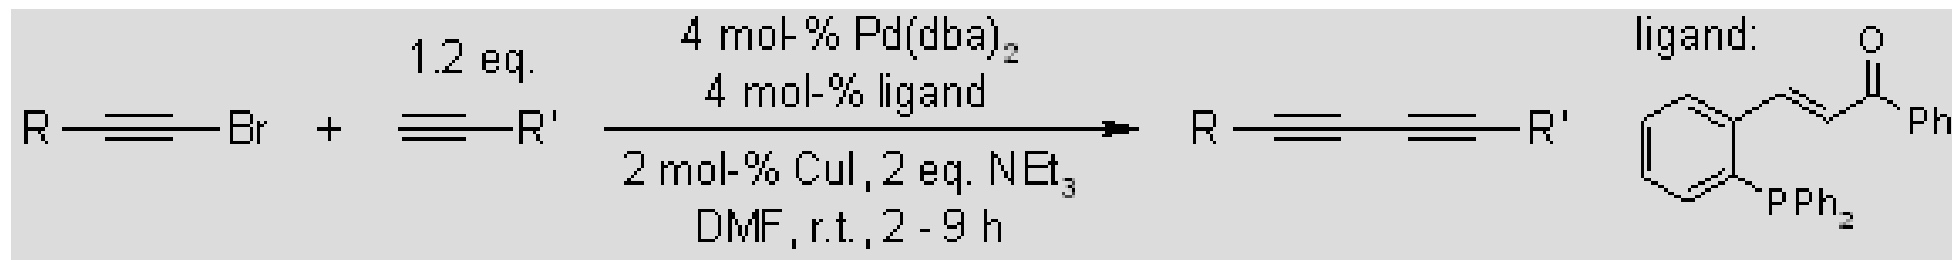 4 mol-% Pd(dba)₂
ligand:
1.2 eq.
4 mol-% ligand
O
R
Br
+
R'
R
R'
Ph
2 mol-% CuI, 2 eq. NEt₃
PPh₂
DMF, r.t., 2 - 9 h